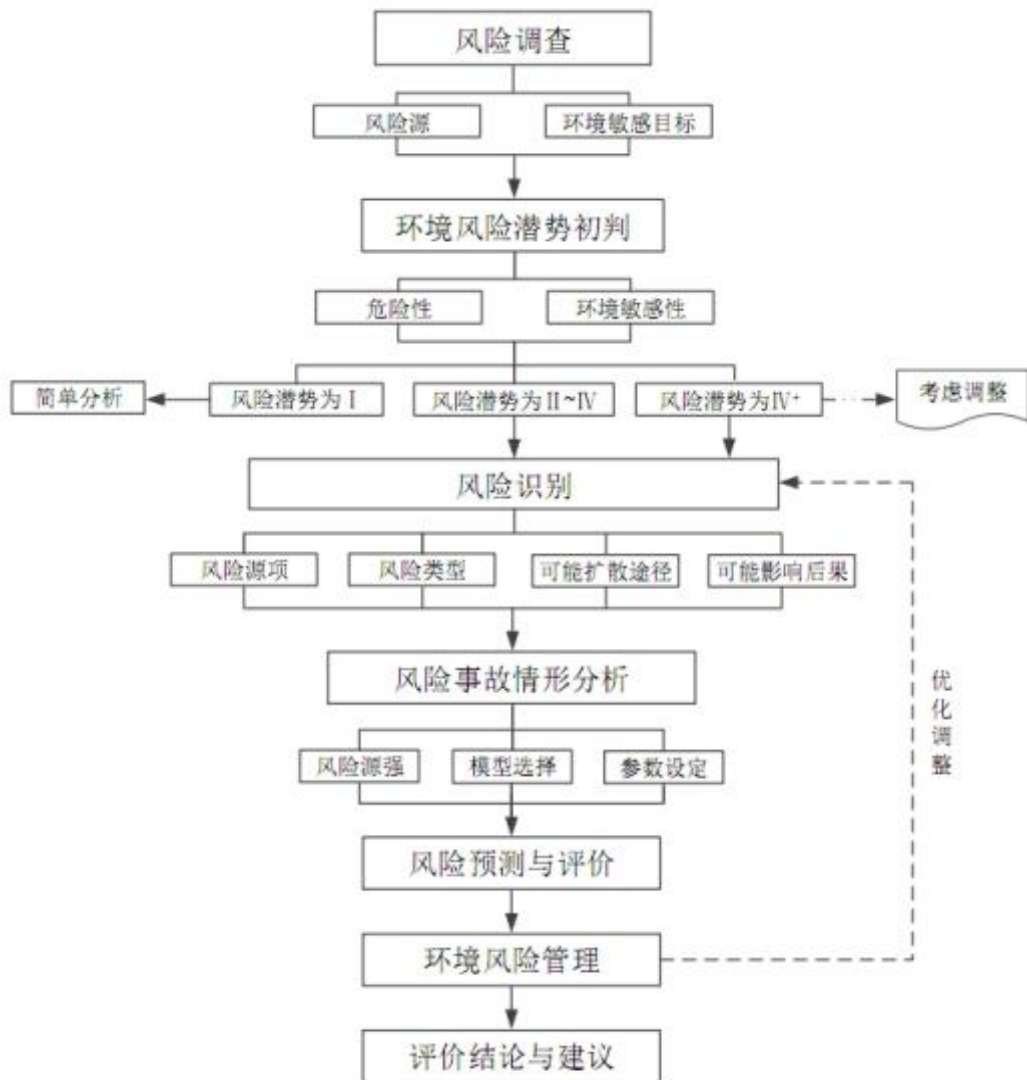 风险调查
风险源
环境敏感目标
环境风险潜势初判
危险性
环境敏感性
简单分析
风险潜势为Ⅰ
风险潜势为Ⅱ~Ⅳ
风险潜势为Ⅳ⁺
考虑调整
风险识别
风险源项
风险类型
可能扩散途径
可能影响后果
风险事故情形分析
优化调整
风险源强
模型选择
参数设定
风险预测与评价
环境风险管理
评价结论与建议